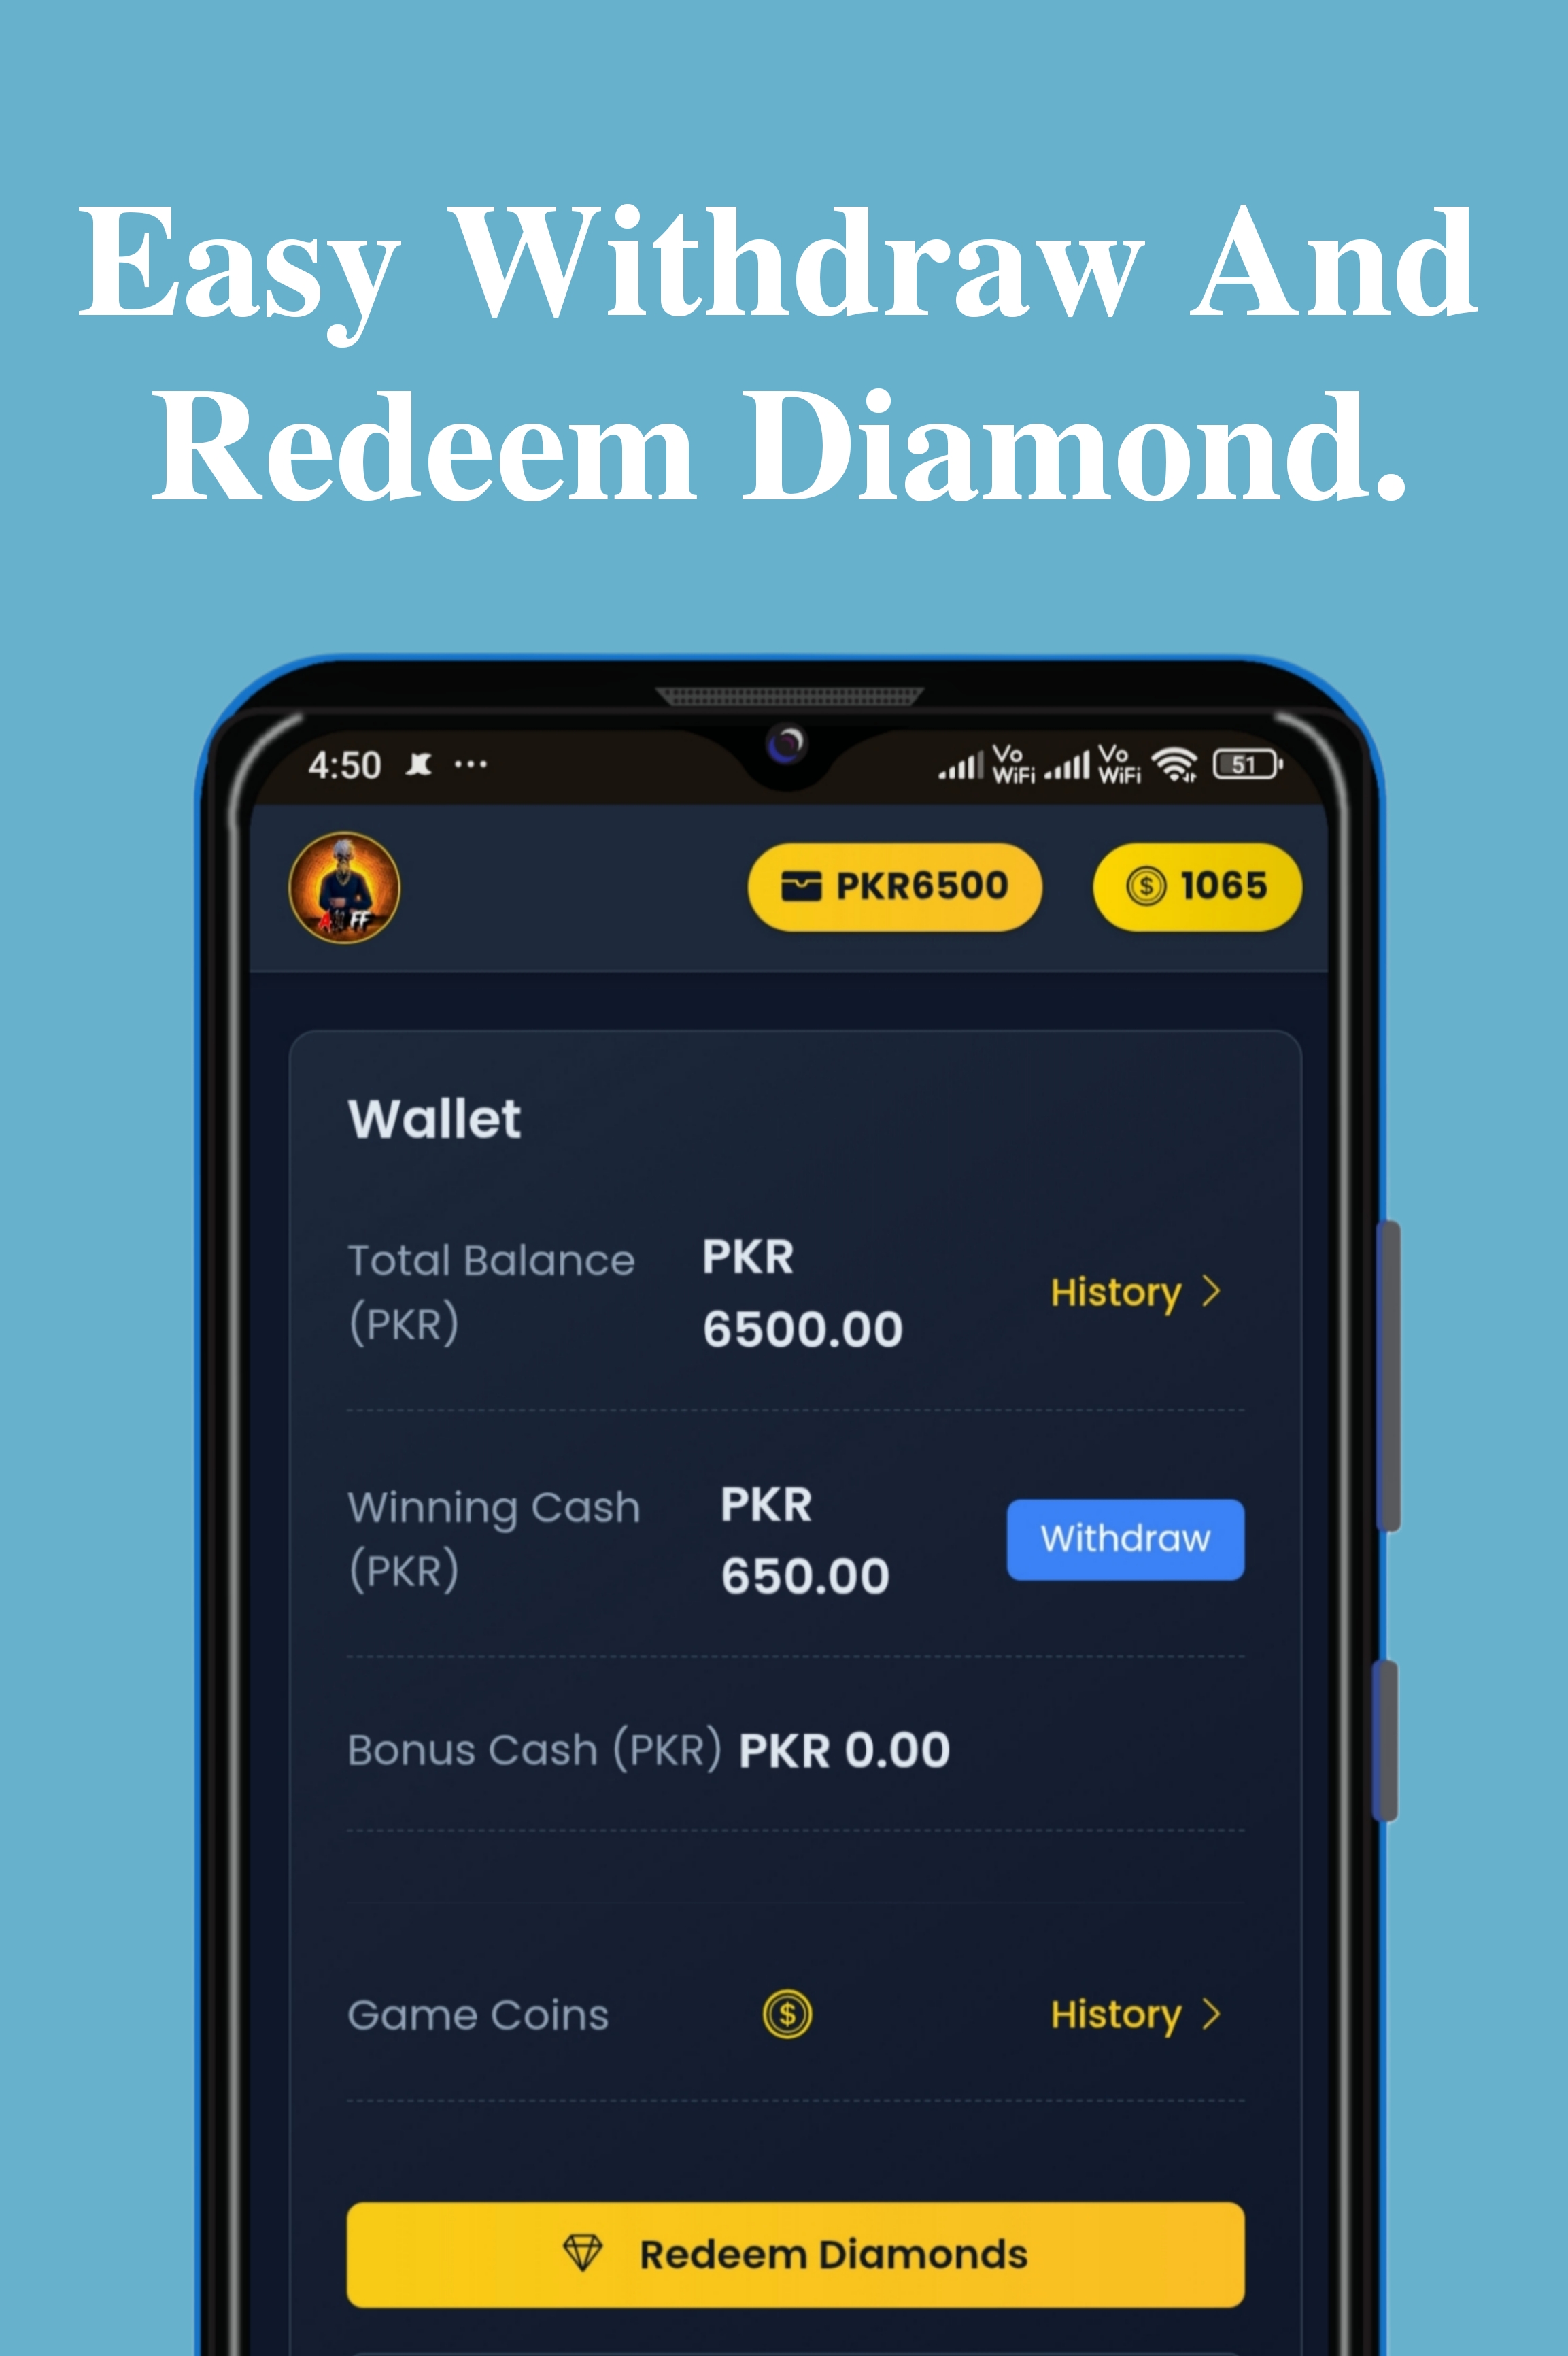 Easy Withdraw And
Redeem Diamond.
4:50
Vo
WiFi
Vo
WiFi
51
FF
PKR6500
1065
Wallet
Total Balance
(PKR)
PKR
6500.00
History
Winning Cash
(PKR)
PKR
650.00
Withdraw
Bonus Cash (PKR) PKR 0.00
Game Coins
$
History
Redeem Diamonds